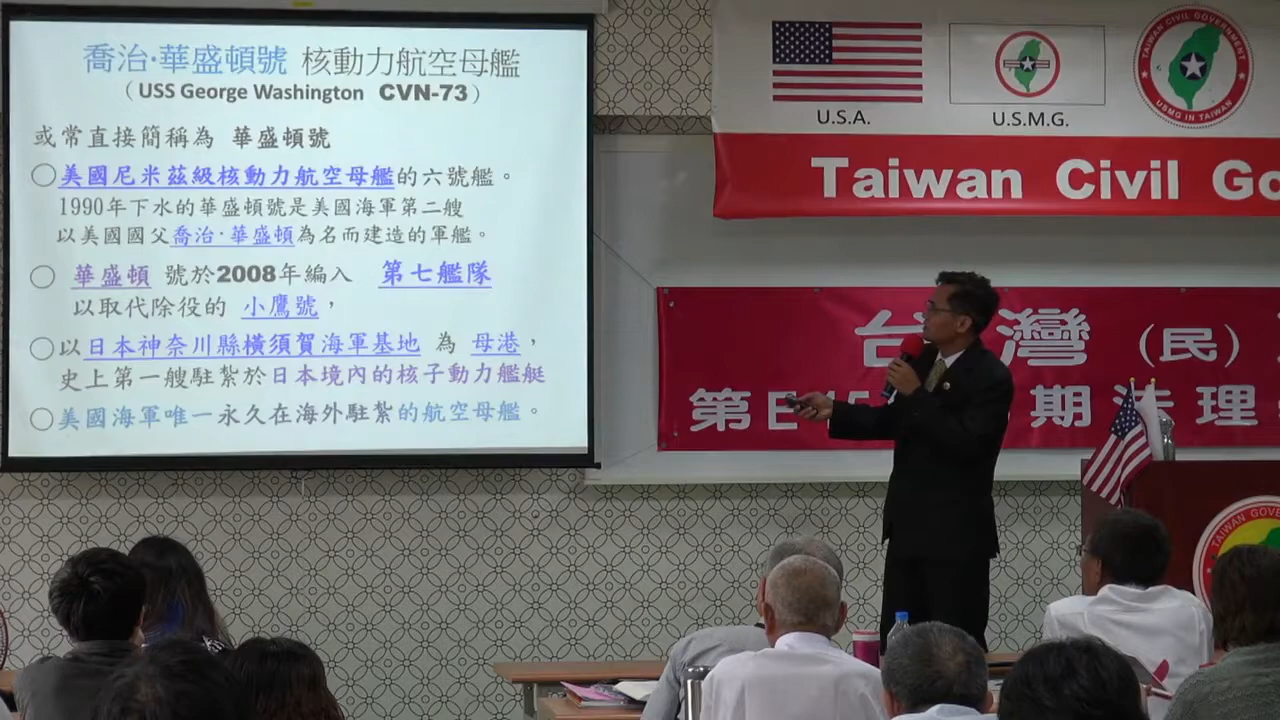 喬治·華盛頓號 核動力航空母艦
（USS George Washington CVN-73）
或常直接簡稱為 華盛頓號
○美國尼米茲級核動力航空母艦的六號艦。
1990年下水的華盛頓號是美國海軍第二艘
以美國國父喬治·華盛頓為名而建造的軍艦。
○ 華盛頓 號於2008年編入 第七艦隊
以取代除役的 小鷹號，
○以日本神奈川縣橫須賀海軍基地 為 母港，
史上第一艘駐紮於日本境內的核子動力艦艇
○美國海軍唯一永久在海外駐紮的航空母艦。
U.S.A.
U.S.M.G.
TAIWAN CIVIL GOVERNMENT
USMG IN TAIWAN
Taiwan Civil Go
台灣（民）
第
期法理
TAIWAN GOVER